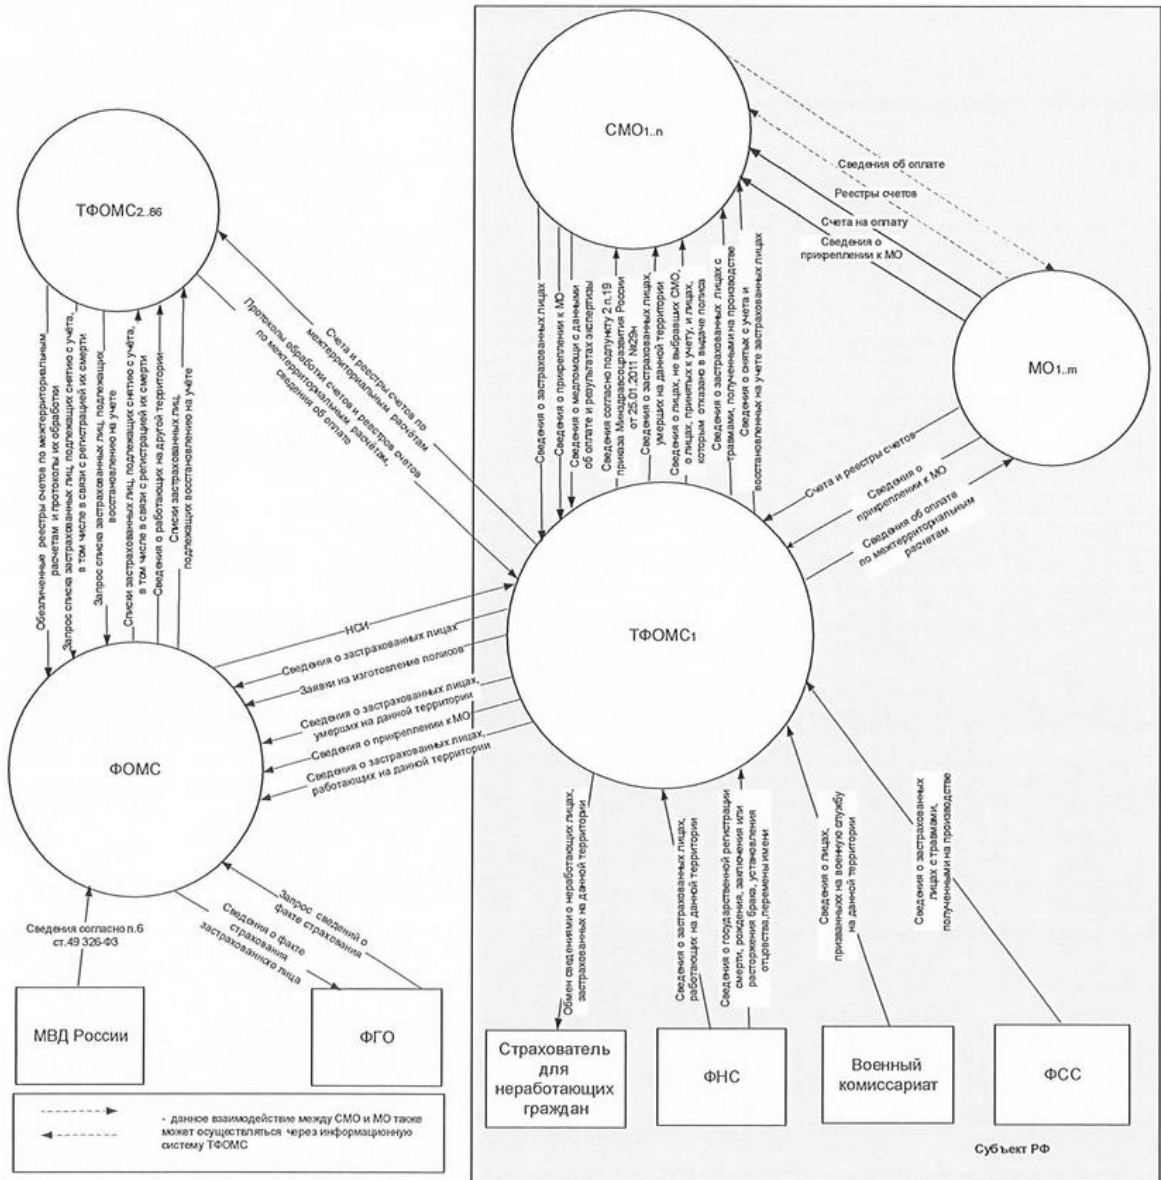 СМО1..n
ТФОМС2..86
Сведения об оплате
Реестры счетов
Счета на оплату
Сведения о
прикреплении к МО
МО1..m
Счета и реестры счетов по
межтерриториальным расчётам
Протоколы обработки счетов и реестров счетов
по межтерриториальным расчётам,
сведения об оплате
Обезличенные реестры счетов по межтерриториальным
расчетам и протоколы их обработки
Запрос списка застрахованных лиц, подлежащих снятию с учёта,
в том числе в связи с регистрацией их смерти
Запрос списка застрахованных лиц, подлежащих
восстановлению на учете
Списки застрахованных лиц, подлежащих снятию с учёта,
в том числе в связи с регистрацией их смерти
Сведения о работающих на другой территории
Списки застрахованных лиц,
подлежащих восстановлению на учёте
Сведения о застрахованных лицах
Сведения о прикреплении к МО
Сведения о медпомощи с данными
об оплате и результатах экспертизы
Сведения согласно подпункту 2 п.19
приказа Минздравсоцразвития России
от 25.01.2011 №29н
Сведения о застрахованных лицах,
умерших на данной территории
Сведения о лицах, не выбравших СМО,
о лицах, принятых к учету, и лицах,
которым отказано в выдаче полиса
Сведения о застрахованных лицах с
травмами, полученными на производстве
Сведения о снятых с учета и
восстановленных на учете застрахованных лицах
Счета и реестры счетов
Сведения о
прикреплении к МО
Сведения об оплате
по межтерриториальным
расчетам
ТФОМС1
НСИ
Сведения о застрахованных лицах
Заявки на изготовление полисов
Сведения о застрахованных лицах,
умерших на данной территории
Сведения о прикреплении к МО
Сведения о застрахованных лицах,
работающих на данной территории
ФОМС
Сведения согласно п.6
ст.49 326-ФЗ
Запрос сведений о
факте страхования
Сведения о факте
страхования
застрахованного лица
Обмен сведениями о неработающих лицах,
застрахованных на данной территории
Сведения о застрахованных лицах,
работающих на данной территории
Сведения о государственной регистрации
смерти, рождения, заключения или
расторжения брака, установления
отцовства, перемены имени
Сведения о лицах,
призванных на военную службу
на данной территории
Сведения о застрахованных
лицах с травмами,
полученными на производстве
МВД России
ФГО
Страхователь
для
неработающих
граждан
ФНС
Военный
комиссариат
ФСС
- данное взаимодействие между СМО и МО также
может осуществляться через информационную
систему ТФОМС
Субъект РФ